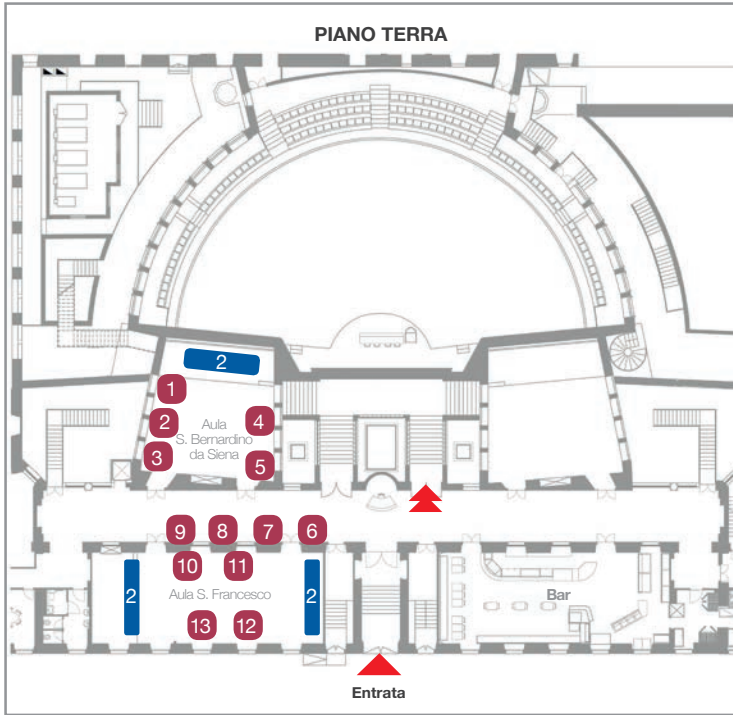 PIANO TERRA
2
1
2
4
Aula
S. Bernardino
da Siena
3
5
9
8
7
6
10
11
2
Aula S. Francesco
2
Bar
13
12
Entrata